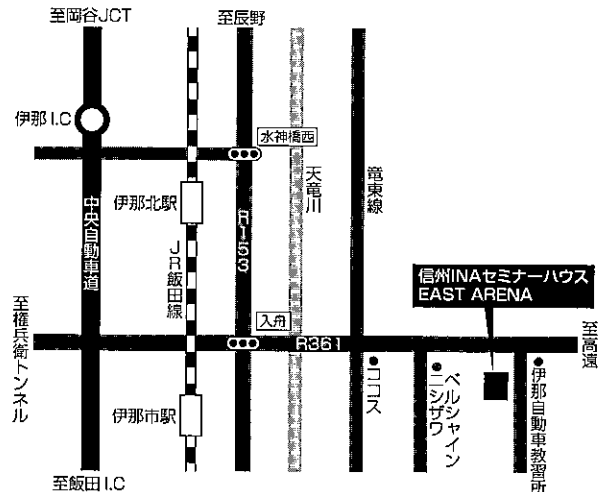 至岡谷JCT
至辰野
伊那I.C
水神橋西
天竜川
竜東線
伊那北駅
中央自動車道
JR飯田線
R153
信州INAセミナーハウス
EAST ARENA
至権兵衛トンネル
入舟
R361
至高遠
ココス
ベルシャイン
ニシザワ
伊那自動車教習所
伊那市駅
至飯田I.C